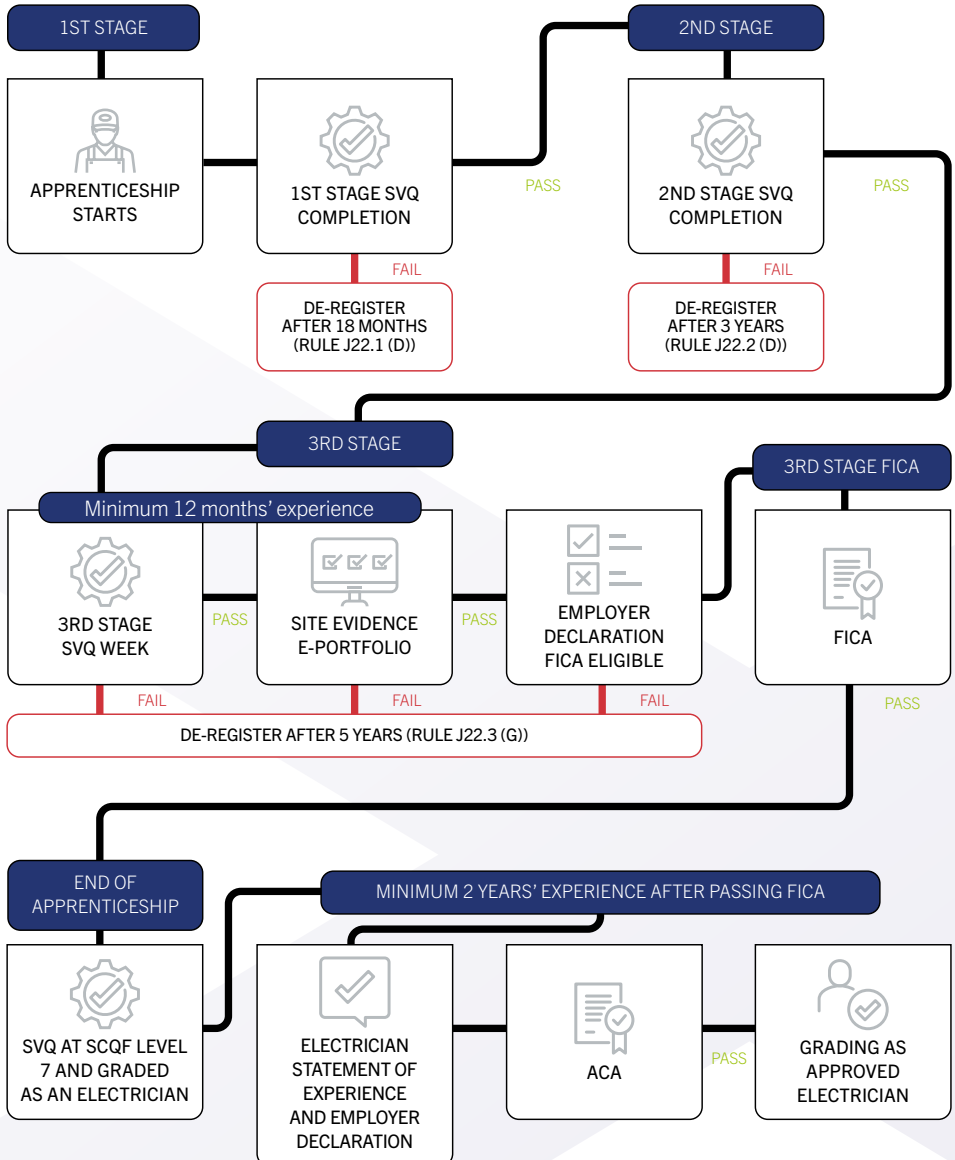 1ST STAGE
2ND STAGE
APPRENTICESHIP
STARTS
1ST STAGE SVQ
COMPLETION
PASS
2ND STAGE SVQ
COMPLETION
PASS
FAIL
FAIL
DE-REGISTER
AFTER 18 MONTHS
(RULE J22.1 (D))
DE-REGISTER
AFTER 3 YEARS
(RULE J22.2 (D))
3RD STAGE
3RD STAGE FICA
Minimum 12 months’ experience
3RD STAGE
SVQ WEEK
PASS
SITE EVIDENCE
E-PORTFOLIO
PASS
EMPLOYER
DECLARATION
FICA ELIGIBLE
FICA
FAIL
FAIL
FAIL
PASS
DE-REGISTER AFTER 5 YEARS (RULE J22.3 (G))
END OF
APPRENTICESHIP
MINIMUM 2 YEARS’ EXPERIENCE AFTER PASSING FICA
SVQ AT SCQF LEVEL
7 AND GRADED
AS AN ELECTRICIAN
ELECTRICIAN
STATEMENT OF
EXPERIENCE
AND EMPLOYER
DECLARATION
ACA
PASS
GRADING AS
APPROVED
ELECTRICIAN